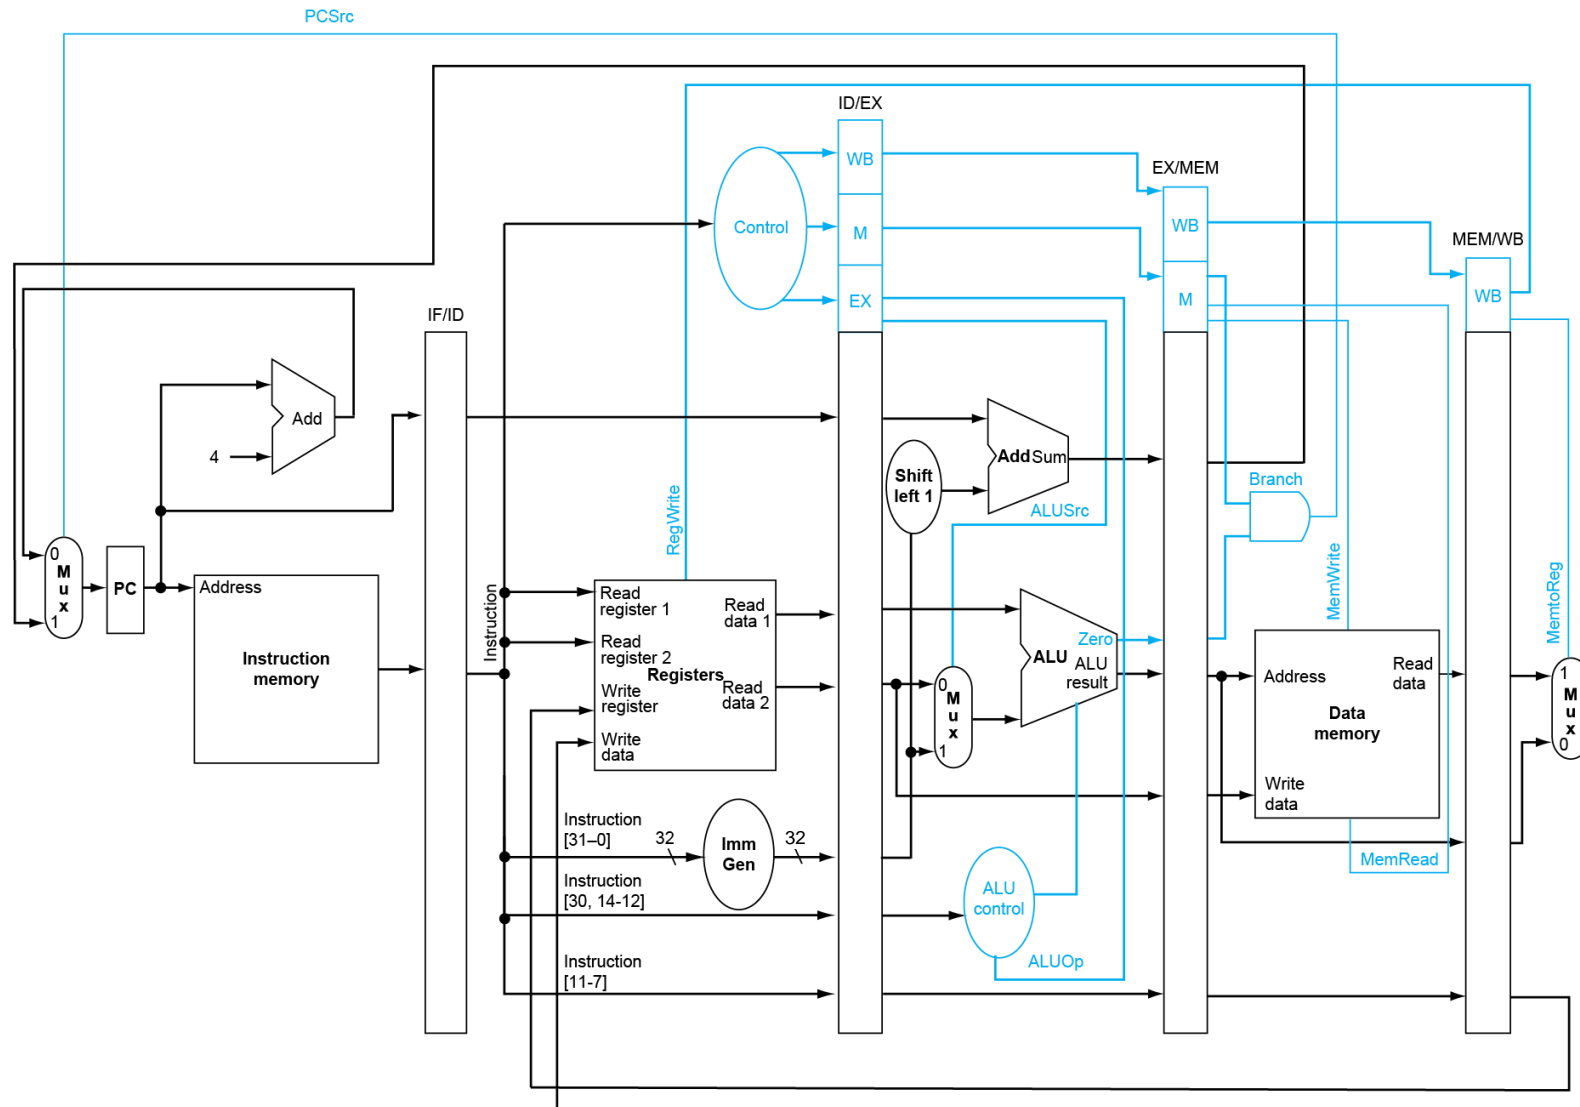 PCSrc
ID/EX
WB
EX/MEM
Control
M
WB
MEM/WB
EX
M
WB
IF/ID
Add
4
Add Sum
Shift
left 1
Branch
ALUSrc
RegWrite
MemWrite
MemtoReg
0
M
u
x
1
PC
Address
Instruction
memory
Instruction
Read
register 1
Read
data 1
Read
register 2
Registers
Write
register
Read
data 2
Write
data
Zero
ALU
ALU
result
0
M
u
x
1
Address
Read
data
Data
memory
Write
data
1
M
u
x
0
MemRead
Instruction
[31–0]
32
Imm
Gen
32
Instruction
[30, 14-12]
ALU
control
ALUOp
Instruction
[11-7]